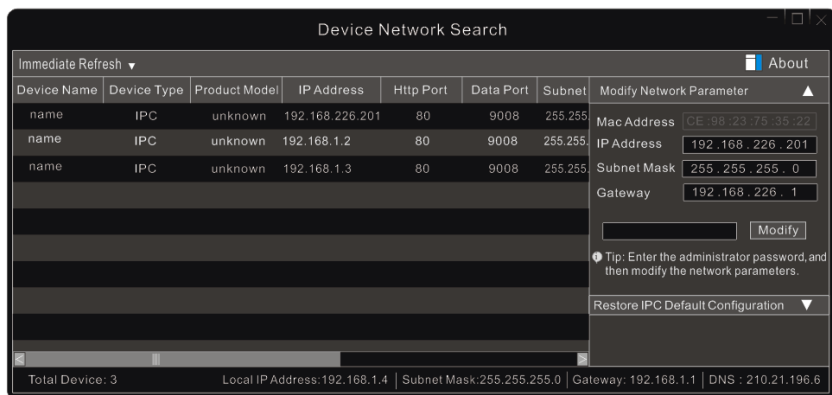 Device Network Search
Immediate Refresh
About
Device Name Device Type Product Model IP Address Http Port Data Port Subnet
name IPC unknown 192.168.226.201 80 9008 255.255.
name IPC unknown 192.168.1.2 80 9008 255.255.
name IPC unknown 192.168.1.3 80 9008 255.255.
Modify Network Parameter
Mac Address CE :98 :23 :75 :35 :22
IP Address 192 .168 . 226 . 201
Subnet Mask 255 . 255 . 255 . 0
Gateway 192 .168 . 226 . 1
Modify
Tip: Enter the administrator password, and
then modify the network parameters.
Restore IPC Default Configuration
Total Device: 3 Local IP Address:192.168.1.4 Subnet Mask:255.255.255.0 Gateway: 192.168.1.1 DNS : 210.21.196.6